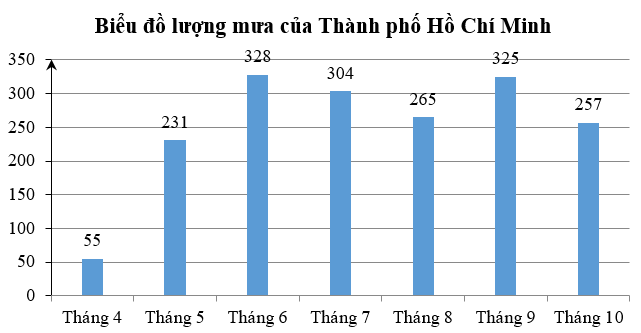 Biểu đồ lượng mưa của Thành phố Hồ Chí Minh
350
300
250
200
150
100
50
0
55
231
328
304
265
325
257
Tháng 4
Tháng 5
Tháng 6
Tháng 7
Tháng 8
Tháng 9
Tháng 10